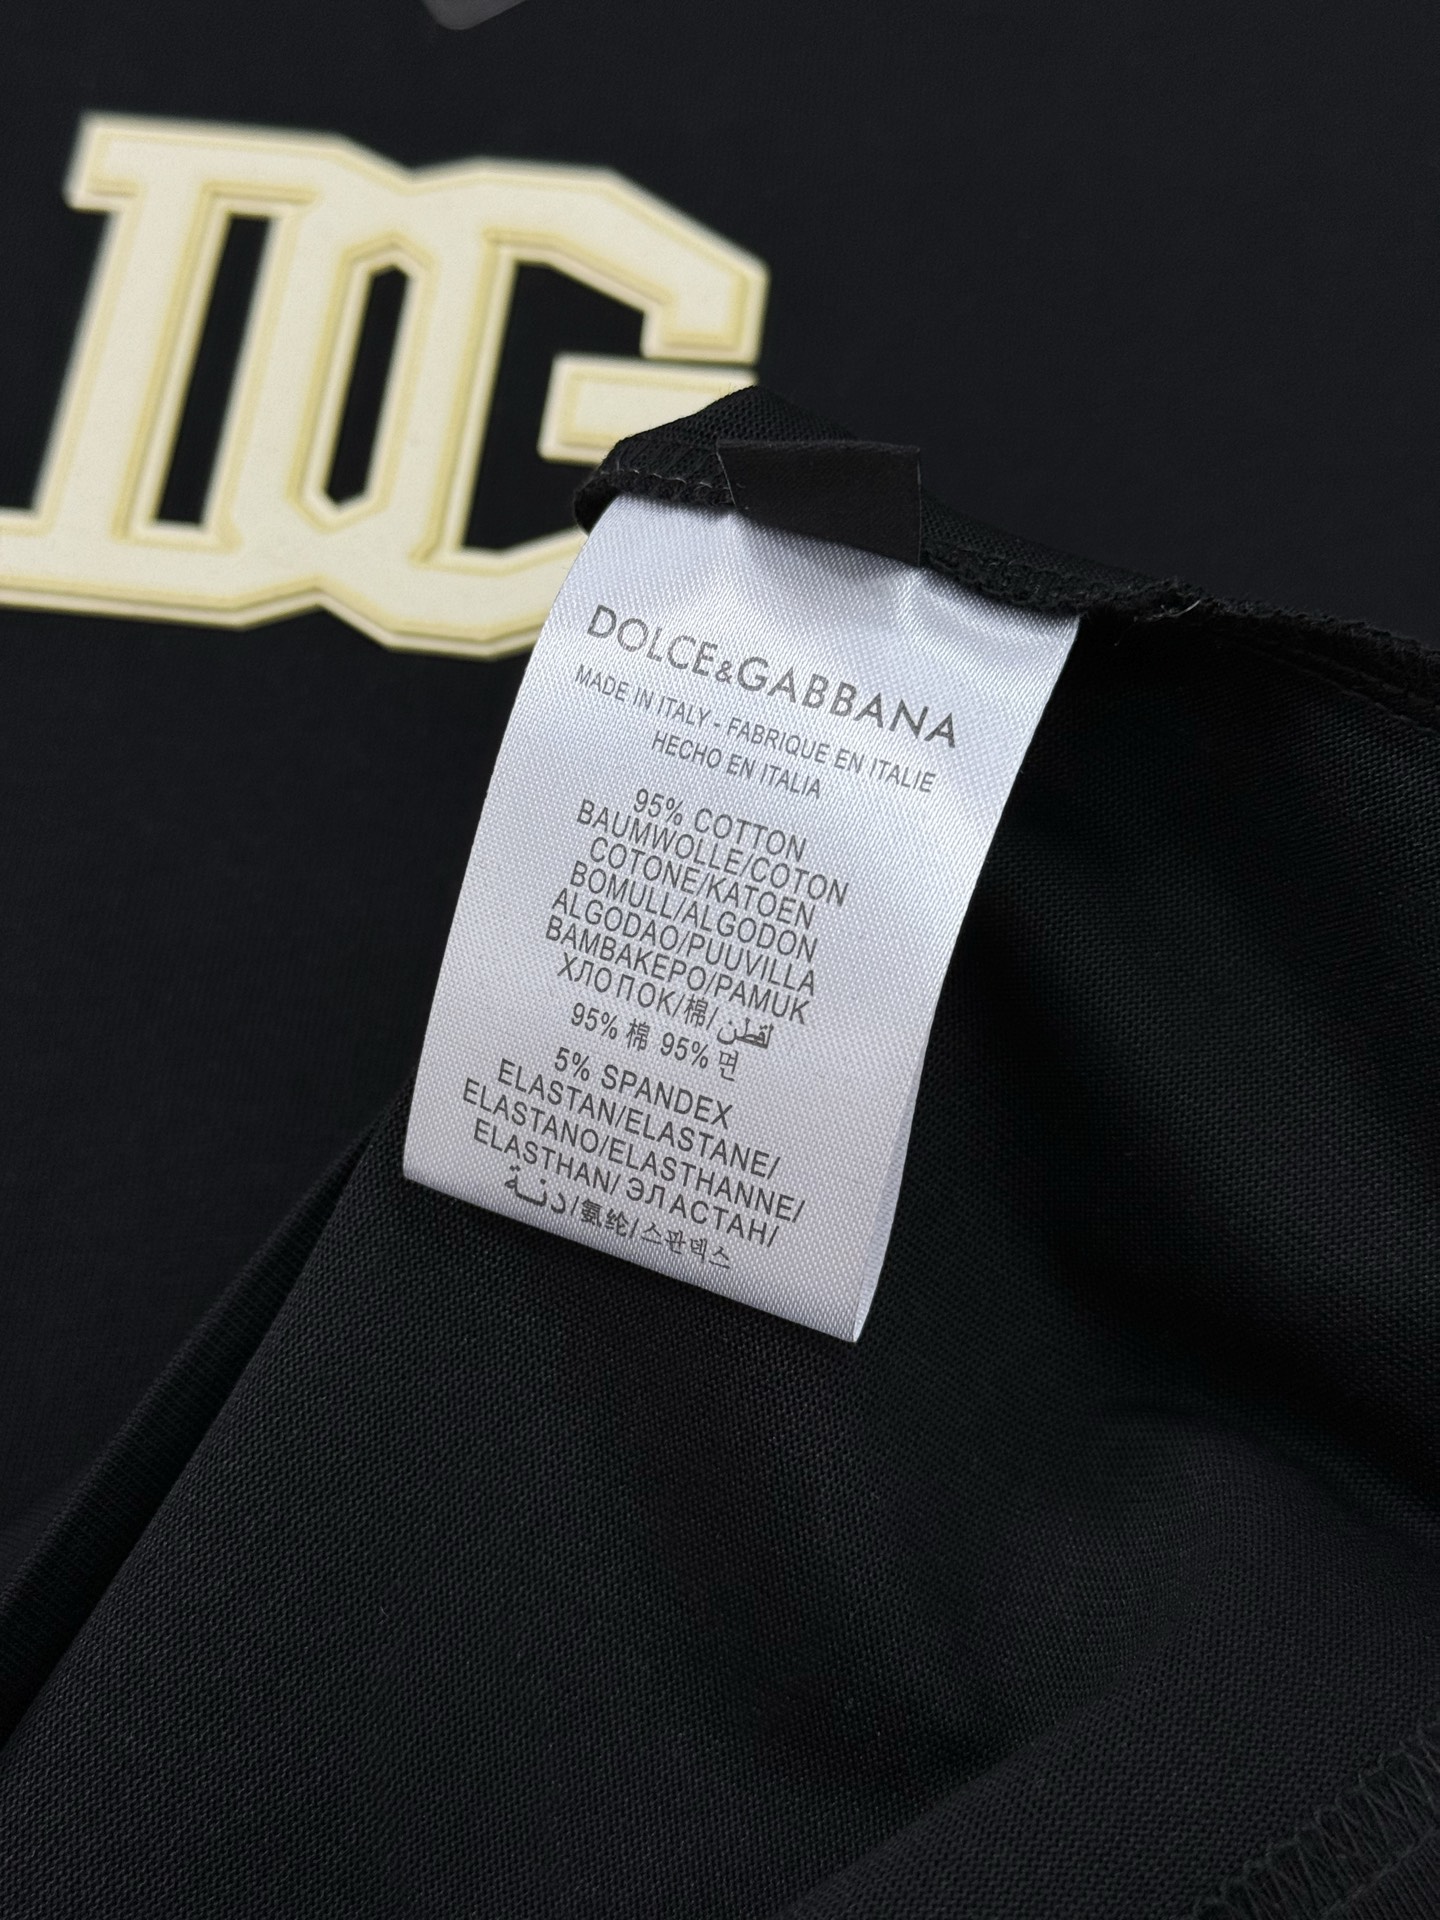 DG
DOLCE&GABBANA
MADE IN ITALY - FABRIQUE EN ITALIE
HECHO EN ITALIA
95% COTTON
BAUMWOLLE/COTON
COTONE/KATOEN
BOMULL/ALGODON
ALGODAO/PUUVILLA
BAMBAKEPO/PAMUK
ХЛОПОК/棉/لقطن
95% 棉 95% 면
5% SPANDEX
ELASTAN/ELASTANE/
ELASTANO/ELASTHANNE/
ELASTHAN/ ЭЛАСТАН/
/氨纶/스판덱스